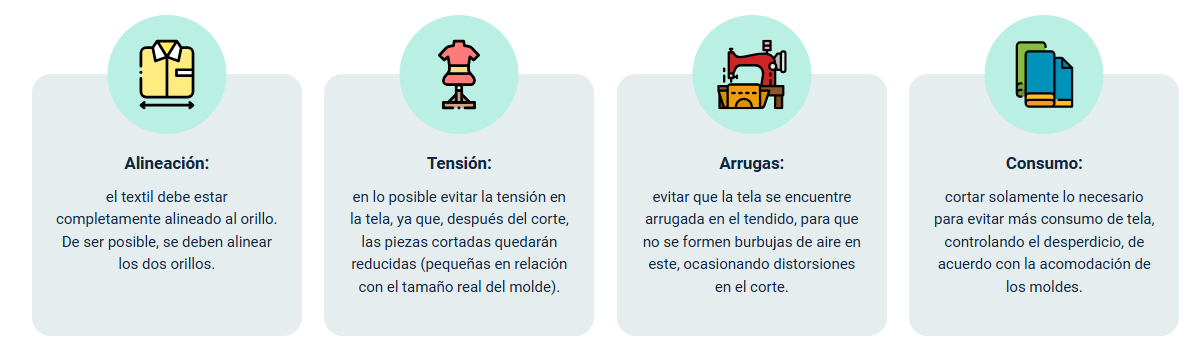 Alineación:
el textil debe estar
completamente alineado al orillo.
De ser posible, se deben alinear
los dos orillos.
Tensión:
en lo posible evitar la tensión en
la tela, ya que, después del corte,
las piezas cortadas quedarán
reducidas (pequeñas en relación
con el tamaño real del molde).
Arrugas:
evitar que la tela se encuentre
arrugada en el tendido, para que
no se formen burbujas de aire en
este, ocasionando distorsiones
en el corte.
Consumo:
cortar solamente lo necesario
para evitar más consumo de tela,
controlando el desperdicio, de
acuerdo con la acomodación de
los moldes.